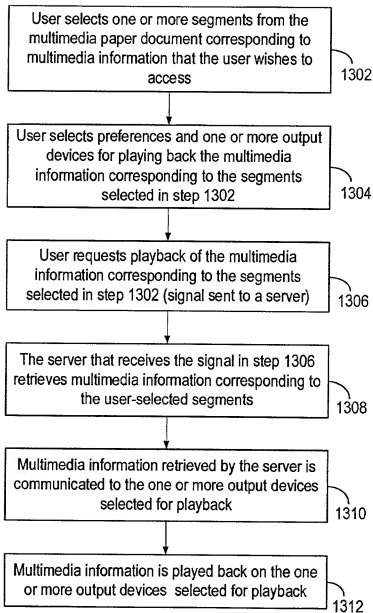 User selects one or more segments from the
multimedia paper document corresponding to
multimedia information that the user wishes to
access
1302
User selects preferences and one or more output
devices for playing back the multimedia
information corresponding to the segments
selected in step 1302
1304
User requests playback of the multimedia
information corresponding to the segments
selected in step 1302 (signal sent to a server)
1306
The server that receives the signal in step 1306
retrieves multimedia information corresponding to
the user-selected segments
1308
Multimedia information retrieved by the server is
communicated to the one or more output devices
selected for playback
1310
Multimedia information is played back on the one
or more output devices selected for playback
1312